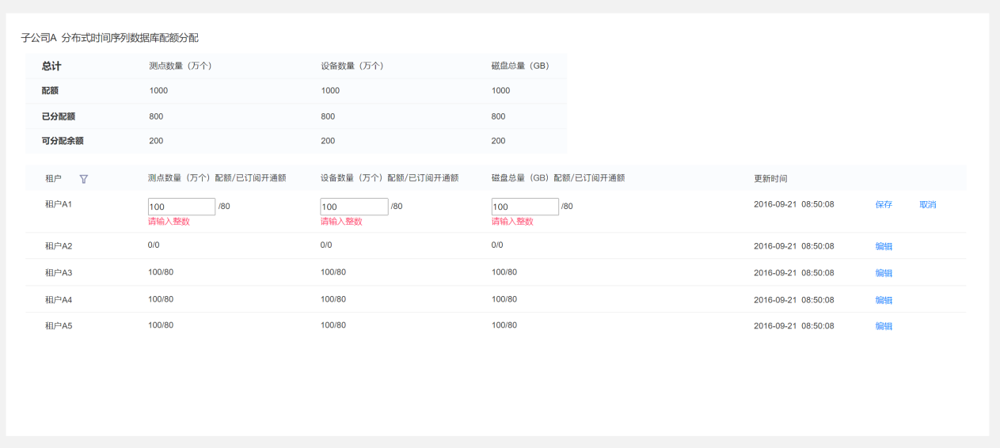 子公司A 分布式时间序列数据库配额分配
总计 测点数量（万个） 设备数量（万个） 磁盘总量（GB）
配额 1000 1000 1000
已分配额 800 800 800
可分配余额 200 200 200
租户 测点数量（万个）配额/已订阅开通额 设备数量（万个）配额/已订阅开通额 磁盘总量（GB）配额/已订阅开通额 更新时间
租户A1 100 /80 100 /80 100 /80 2016-09-21 08:50:08 保存 取消
请输入整数 请输入整数 请输入整数
租户A2 0/0 0/0 0/0 2016-09-21 08:50:08 编辑
租户A3 100/80 100/80 100/80 2016-09-21 08:50:08 编辑
租户A4 100/80 100/80 100/80 2016-09-21 08:50:08 编辑
租户A5 100/80 100/80 100/80 2016-09-21 08:50:08 编辑